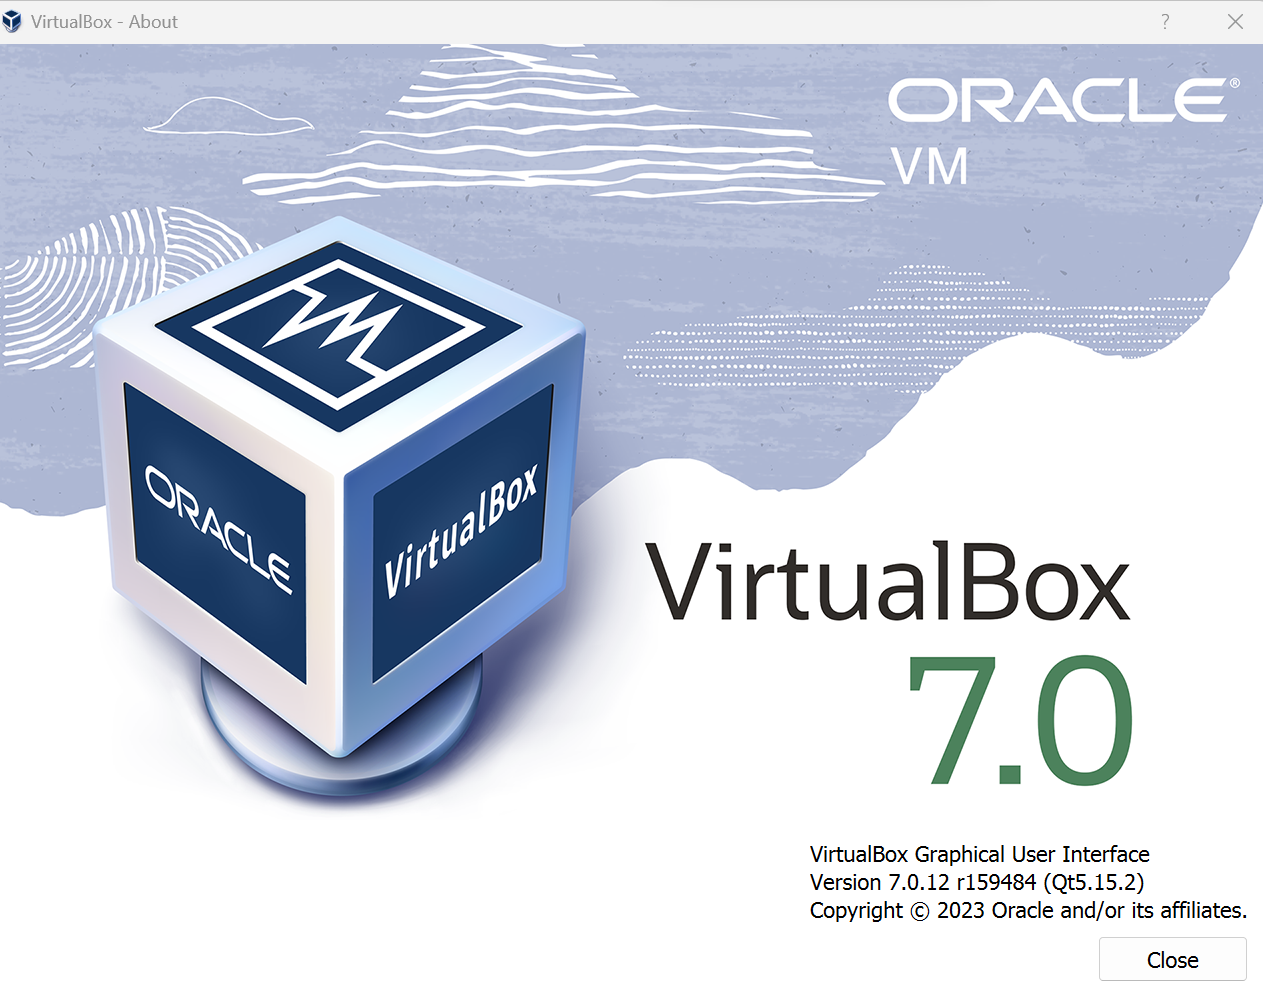 VirtualBox - About
?
ORACLE®
VM
ORACLE
VirtualBox
VirtualBox
7.0
VirtualBox Graphical User Interface
Version 7.0.12 r159484 (Qt5.15.2)
Copyright © 2023 Oracle and/or its affiliates.
Close